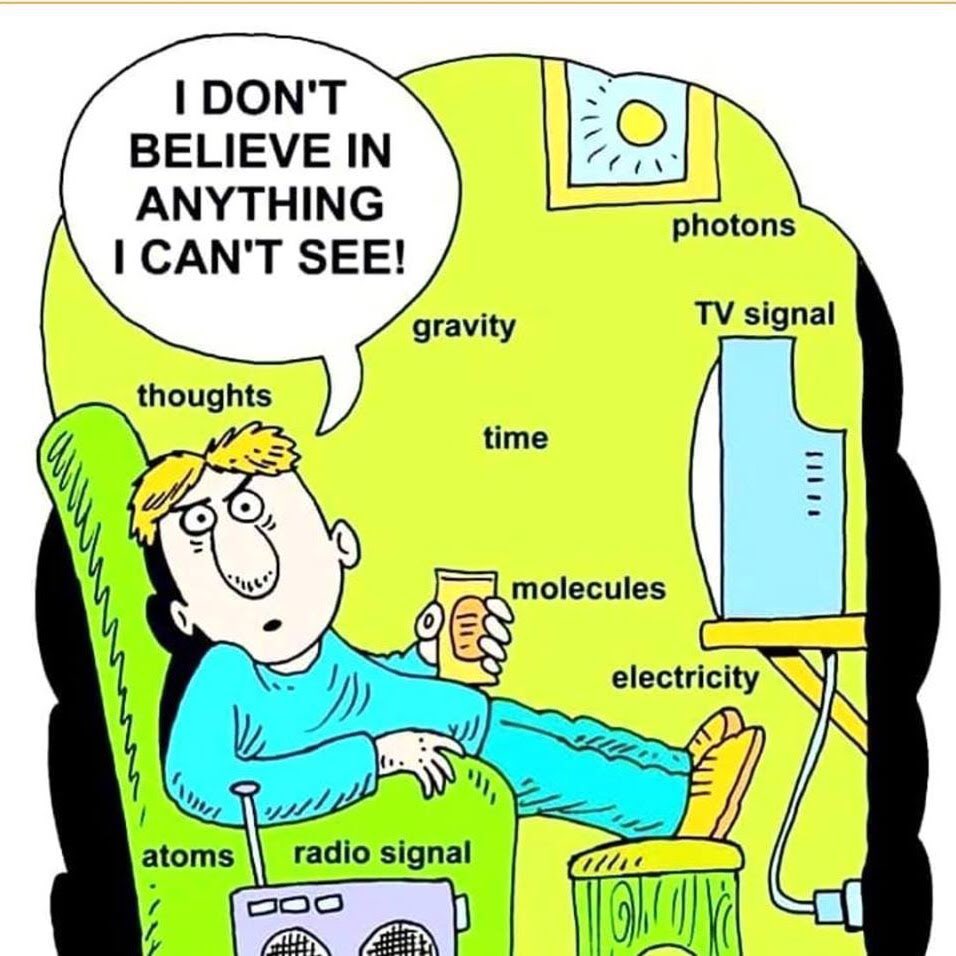 I DON'T
BELIEVE IN
ANYTHING
I CAN'T SEE!
photons
TV signal
gravity
thoughts
time
molecules
electricity
atoms
radio signal